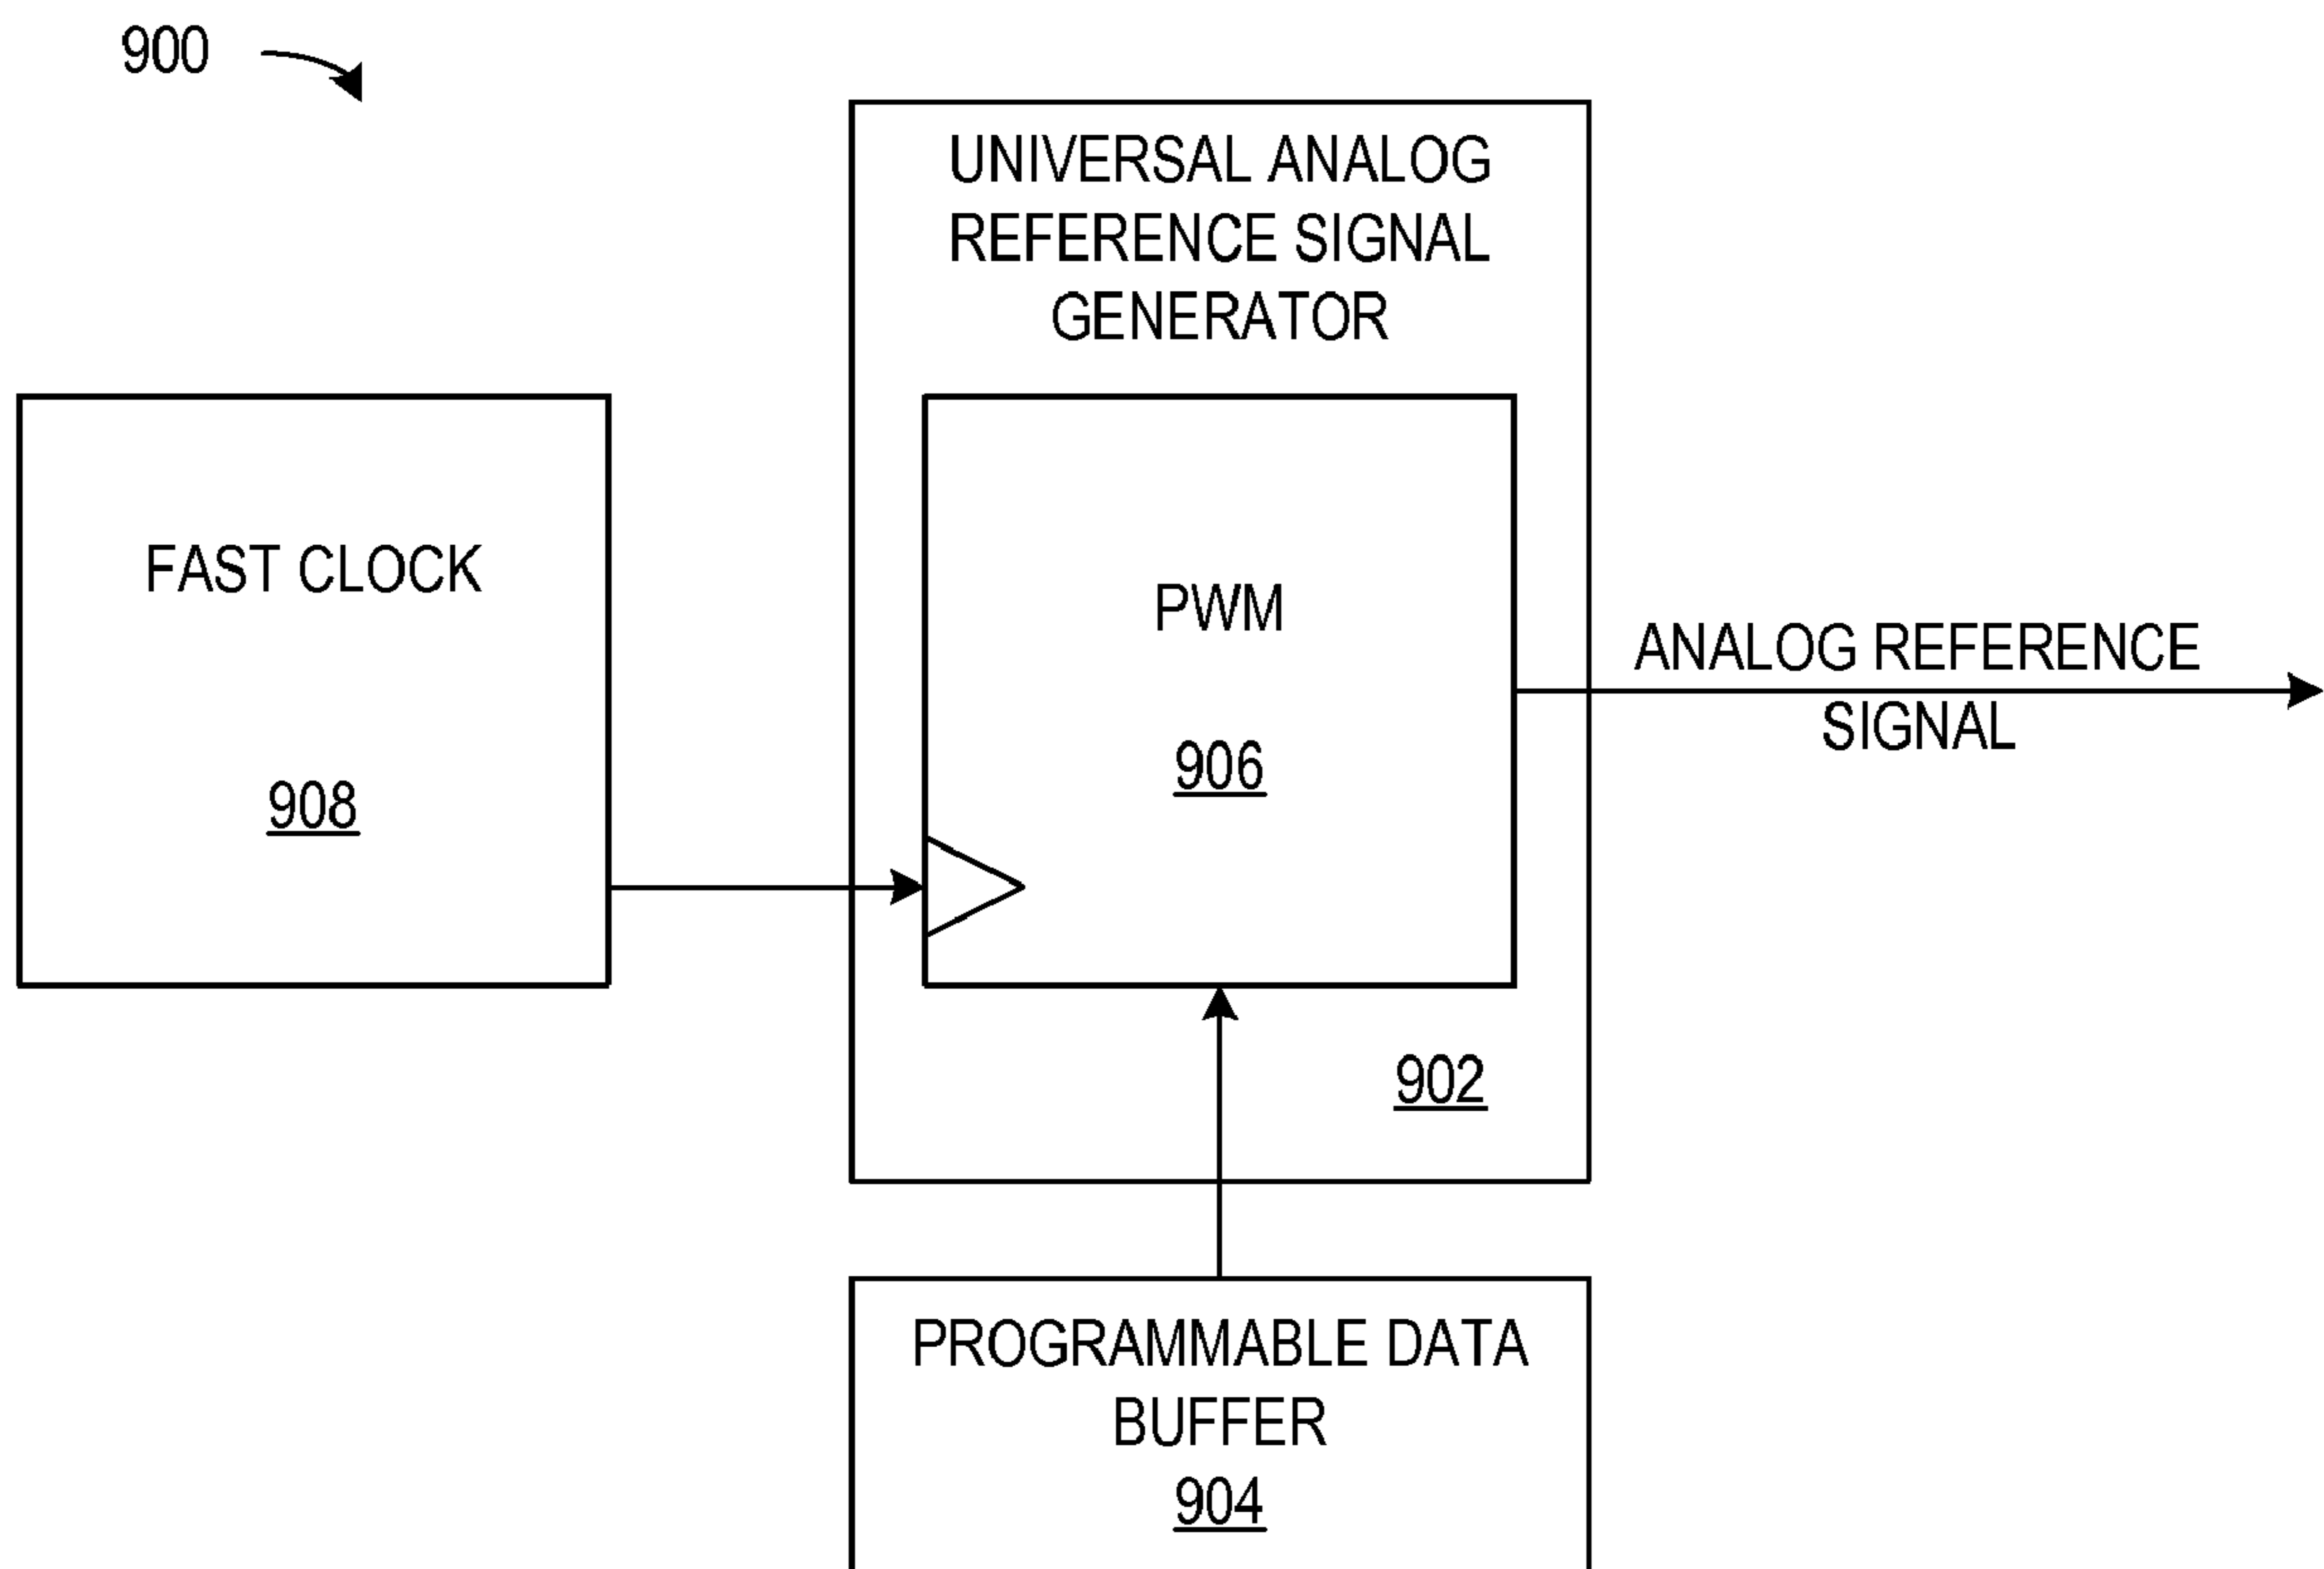 900
UNIVERSAL ANALOG
REFERENCE SIGNAL
GENERATOR
FAST CLOCK
908
PWM
906
ANALOG REFERENCE
SIGNAL
902
PROGRAMMABLE DATA
BUFFER
904